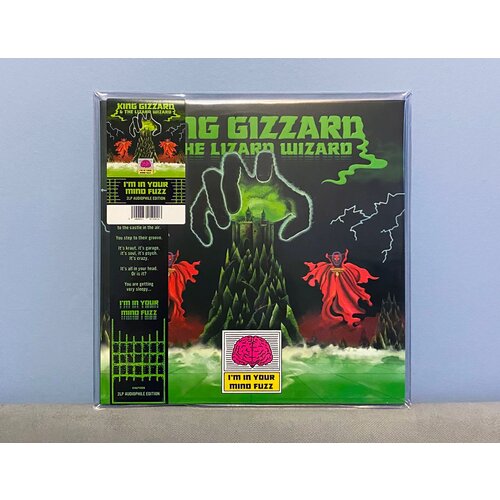 KING GIZZARD
& THE LIZARD WIZARD
I'M IN YOUR
MIND FUZZ
2LP AUDIOPHILE EDITION
to the castle in the air.
You step to their groove.
It's kraut, it's garage,
it's soul, it's psych.
It's crazy.
It's all in your head.
Or is it?
You are getting
very sleepy...
I'M IN YOUR
MIND FUZZ
2LP AUDIOPHILE EDITION
NG GIZZARD
THE LIZARD WIZARD
I'M IN YOUR
MIND FUZZ